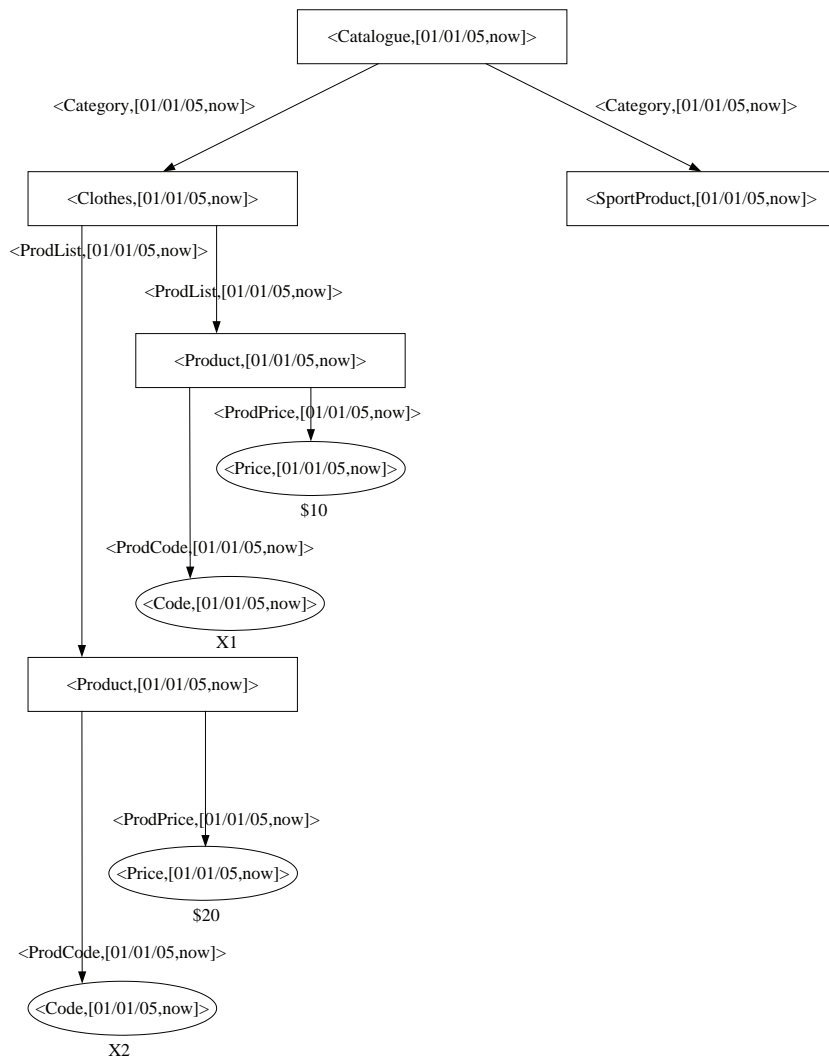 <Catalogue,[01/01/05,now]>
<Category,[01/01/05,now]>
<Category,[01/01/05,now]>
<Clothes,[01/01/05,now]>
<SportProduct,[01/01/05,now]>
<ProdList,[01/01/05,now]>
<ProdList,[01/01/05,now]>
<Product,[01/01/05,now]>
<ProdPrice,[01/01/05,now]>
<Price,[01/01/05,now]>
$10
<ProdCode,[01/01/05,now]>
<Code,[01/01/05,now]>
X1
<Product,[01/01/05,now]>
<ProdPrice,[01/01/05,now]>
<Price,[01/01/05,now]>
$20
<ProdCode,[01/01/05,now]>
<Code,[01/01/05,now]>
X2